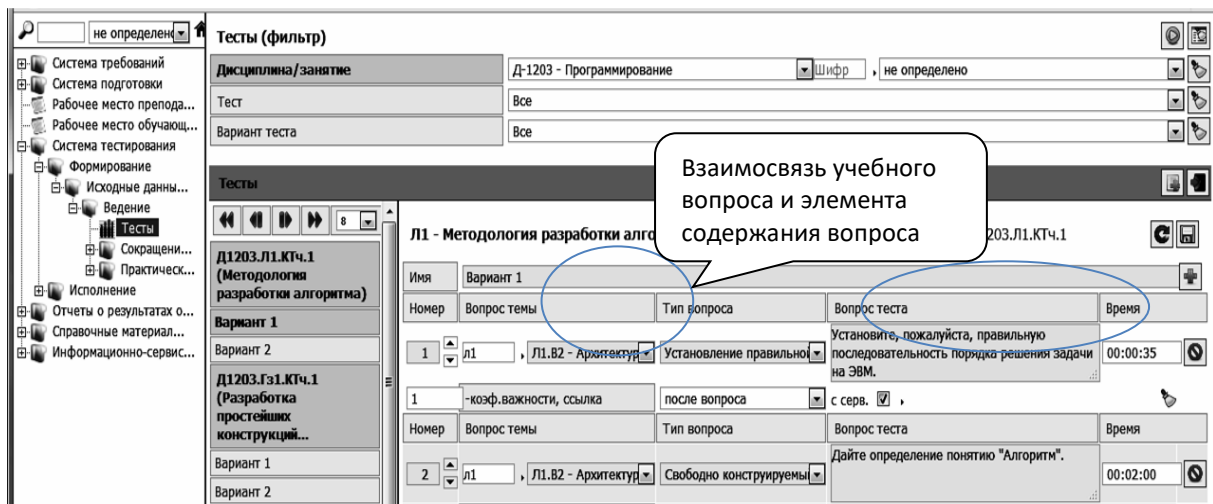 не определенс
Система требований
Система подготовки
Рабочее место препода...
Рабочее место обучающ...
Система тестирования
Формирование
Исходные данны...
Ведение
Тесты
Сокращени...
Практическ...
Исполнение
Отчеты о результатах о...
Справочные материал...
Информационно-сервис...
Тесты (фильтр)
Дисциплина/занятие
Д-1203 - Программирование
Шифр , не определено
Тест
Все
Вариант теста
Все
Взаимосвязь учебного
вопроса и элемента
содержания вопроса
Тесты
8
Д1203.Л1.КТч.1
(Методология
разработки алгоритма)
Вариант 1
Вариант 2
Д1203.Гз1.КТч.1
(Разработка
простейших
конструкций...
Вариант 1
Вариант 2
Л1 - Методология разработки алго 203.Л1.КТч.1
Имя Вариант 1
Номер Вопрос темы Тип вопроса Вопрос теста Время
1 л1 , Л1.В2 - Архитектур Установление правильной
Установите, пожалуйста, правильную
последовательность порядка решения задачи
на ЭВМ.
00:00:35
1 -коэф.важности, ссылка после вопроса с серв. ,
Номер Вопрос темы Тип вопроса Вопрос теста Время
2 л1 , Л1.В2 - Архитектур Свободно конструируемы
Дайте определение понятию "Алгоритм".
00:02:00